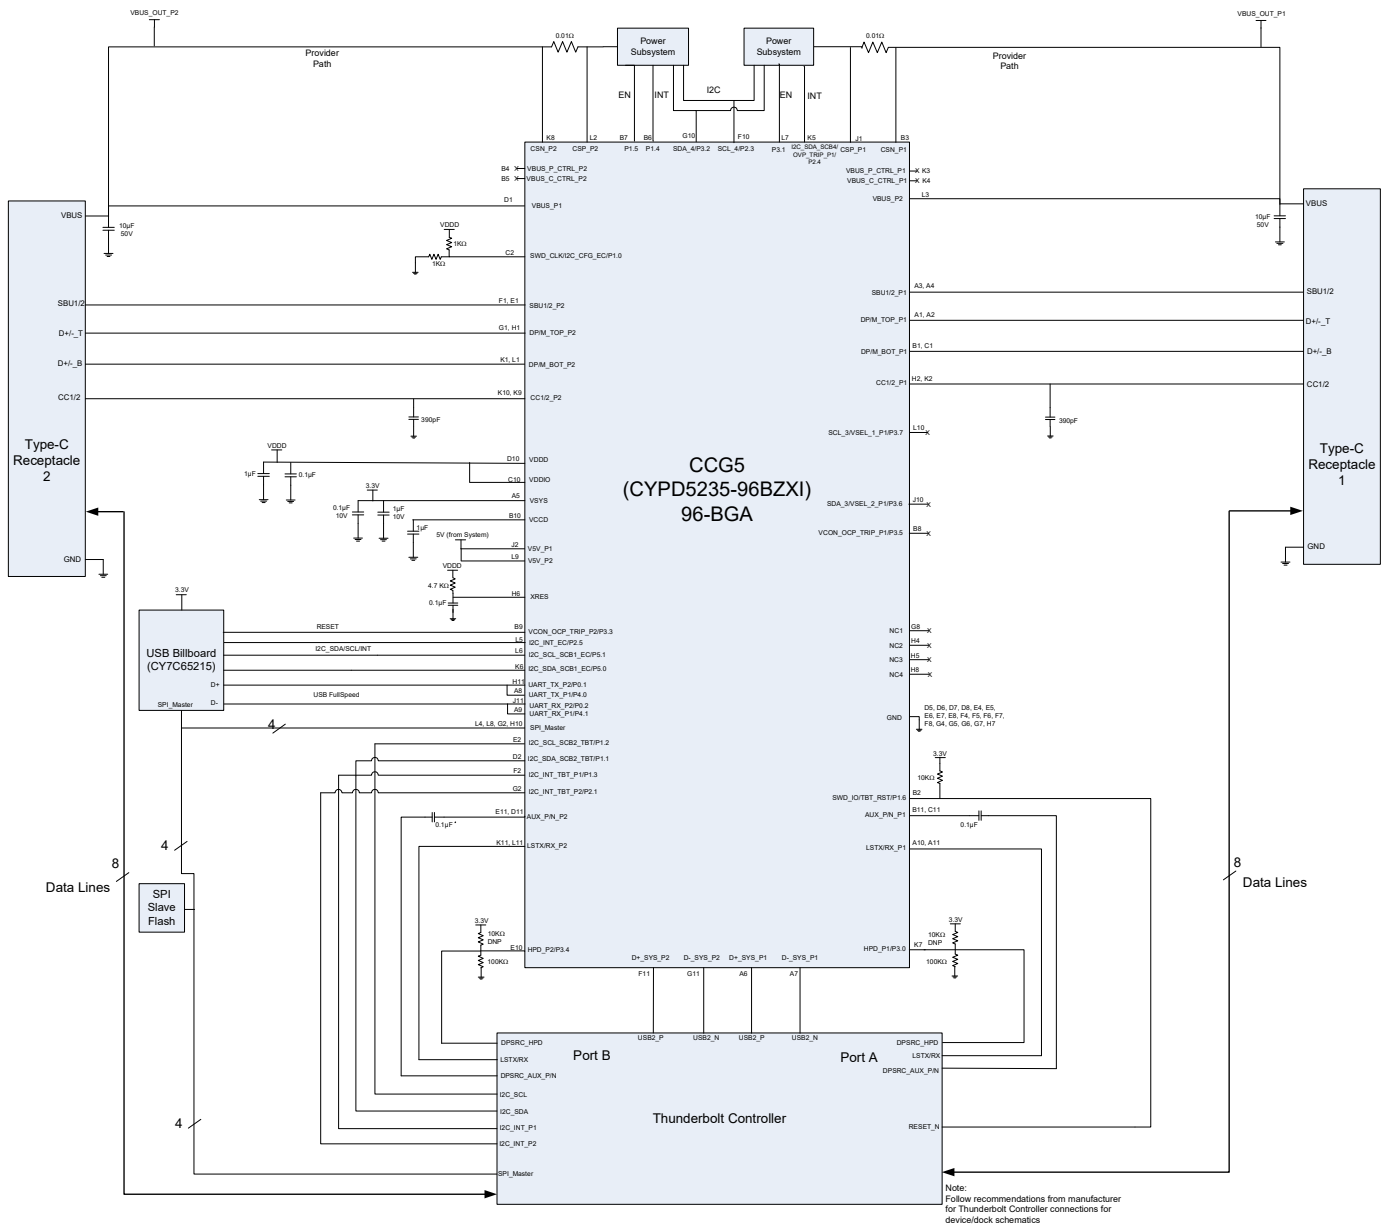 VBUS_OUT_P2
VBUS_OUT_P1
0.01Ω
Provider
Path
Power
Subsystem
Power
Subsystem
0.01Ω
Provider
Path
EN
INT
I2C
EN
INT
K8
L2
B7
B6
G10
F10
L7
K5
J1
B3
CSN_P2
CSP_P2
P1.5
P1.4
SDA_4/P3.2
SCL_4/P2.3
P3.1
I2C_SDA_SCB4/
OVP_TRIP_P1/
P2.4
CSP_P1
CSN_P1
B4
VBUS_P_CTRL_P2
B5
VBUS_C_CTRL_P2
VBUS_P_CTRL_P1
K3
VBUS_C_CTRL_P1
K4
D1
VBUS_P1
VBUS_P2
L3
VBUS
10µF
50V
VBUS
10µF
50V
VDDD
1KΩ
1KΩ
C2
SWD_CLK/I2C_CFG_EC/P1.0
SBU1/2
F1, E1
SBU1/2_P2
SBU1/2_P1
A3, A4
SBU1/2
D+/-_T
G1, H1
DP/M_TOP_P2
DP/M_TOP_P1
A1, A2
D+/-_T
D+/-_B
K1, L1
DP/M_BOT_P2
DP/M_BOT_P1
B1, C1
D+/-_B
CC1/2
K10, K9
CC1/2_P2
CC1/2_P1
H2, K2
CC1/2
390pF
390pF
Type-C
Receptacle
2
Type-C
Receptacle
1
SCL_3/VSEL_1_P1/P3.7
L10
VDDD
1µF
0.1µF
D10
VDDD
C10
VDDIO
CCG5
(CYPD5235-96BZXI)
96-BGA
3.3V
0.1µF
10V
1µF
10V
A5
VSYS
SDA_3/VSEL_2_P1/P3.6
J10
B10
VCCD
1µF
VCON_OCP_TRIP_P1/P3.5
B8
5V (from System)
J2
V5V_P1
L9
V5V_P2
GND
GND
VDDD
4.7 KΩ
0.1µF
H6
XRES
3.3V
USB Billboard
(CY7C65215)
RESET
B9
VCON_OCP_TRIP_P2/P3.3
L5
I2C_INT_EC/P2.5
I2C_SDA/SCL/INT
L6
I2C_SCL_SCB1_EC/P5.1
K6
I2C_SDA_SCB1_EC/P5.0
D+
H11
UART_TX_P2/P0.1
A8
UART_TX_P1/P4.0
USB FullSpeed
D-
J11
UART_RX_P2/P0.2
A9
UART_RX_P1/P4.1
SPI_Master
4
L4, L8, G2, H10
SPI_Master
NC1
G8
NC2
H4
NC3
H5
NC4
H8
GND
D5, D6, D7, D8, E4, E5,
E6, E7, E8, F4, F5, F6, F7,
F8, G4, G5, G6, G7, H7
E2
I2C_SCL_SCB2_TBT/P1.2
D2
I2C_SDA_SCB2_TBT/P1.1
F2
I2C_INT_TBT_P1/P1.3
G2
I2C_INT_TBT_P2/P2.1
3.3V
10KΩ
SWD_IO/TBT_RST/P1.6
B2
E11, D11
AUX_P/N_P2
0.1µF
AUX_P/N_P1
B11, C11
0.1µF
K11, L11
LSTX/RX_P2
LSTX/RX_P1
A10, A11
4
8
Data Lines
8
Data Lines
SPI
Slave
Flash
3.3V
10KΩ
DNP
100KΩ
E10
HPD_P2/P3.4
3.3V
10KΩ
DNP
100KΩ
HPD_P1/P3.0
K7
D+_SYS_P2
D-_SYS_P2
D+_SYS_P1
D-_SYS_P1
F11
G11
A6
A7
USB2_P
USB2_N
USB2_P
USB2_N
DPSRC_HPD
Port B
Port A
DPSRC_HPD
LSTX/RX
LSTX/RX
DPSRC_AUX_P/N
DPSRC_AUX_P/N
I2C_SCL
I2C_SDA
Thunderbolt Controller
I2C_INT_P1
RESET_N
I2C_INT_P2
4
SPI_Master
Note:
Follow recommendations from manufacturer
for Thunderbolt Controller connections for
device/dock schematics